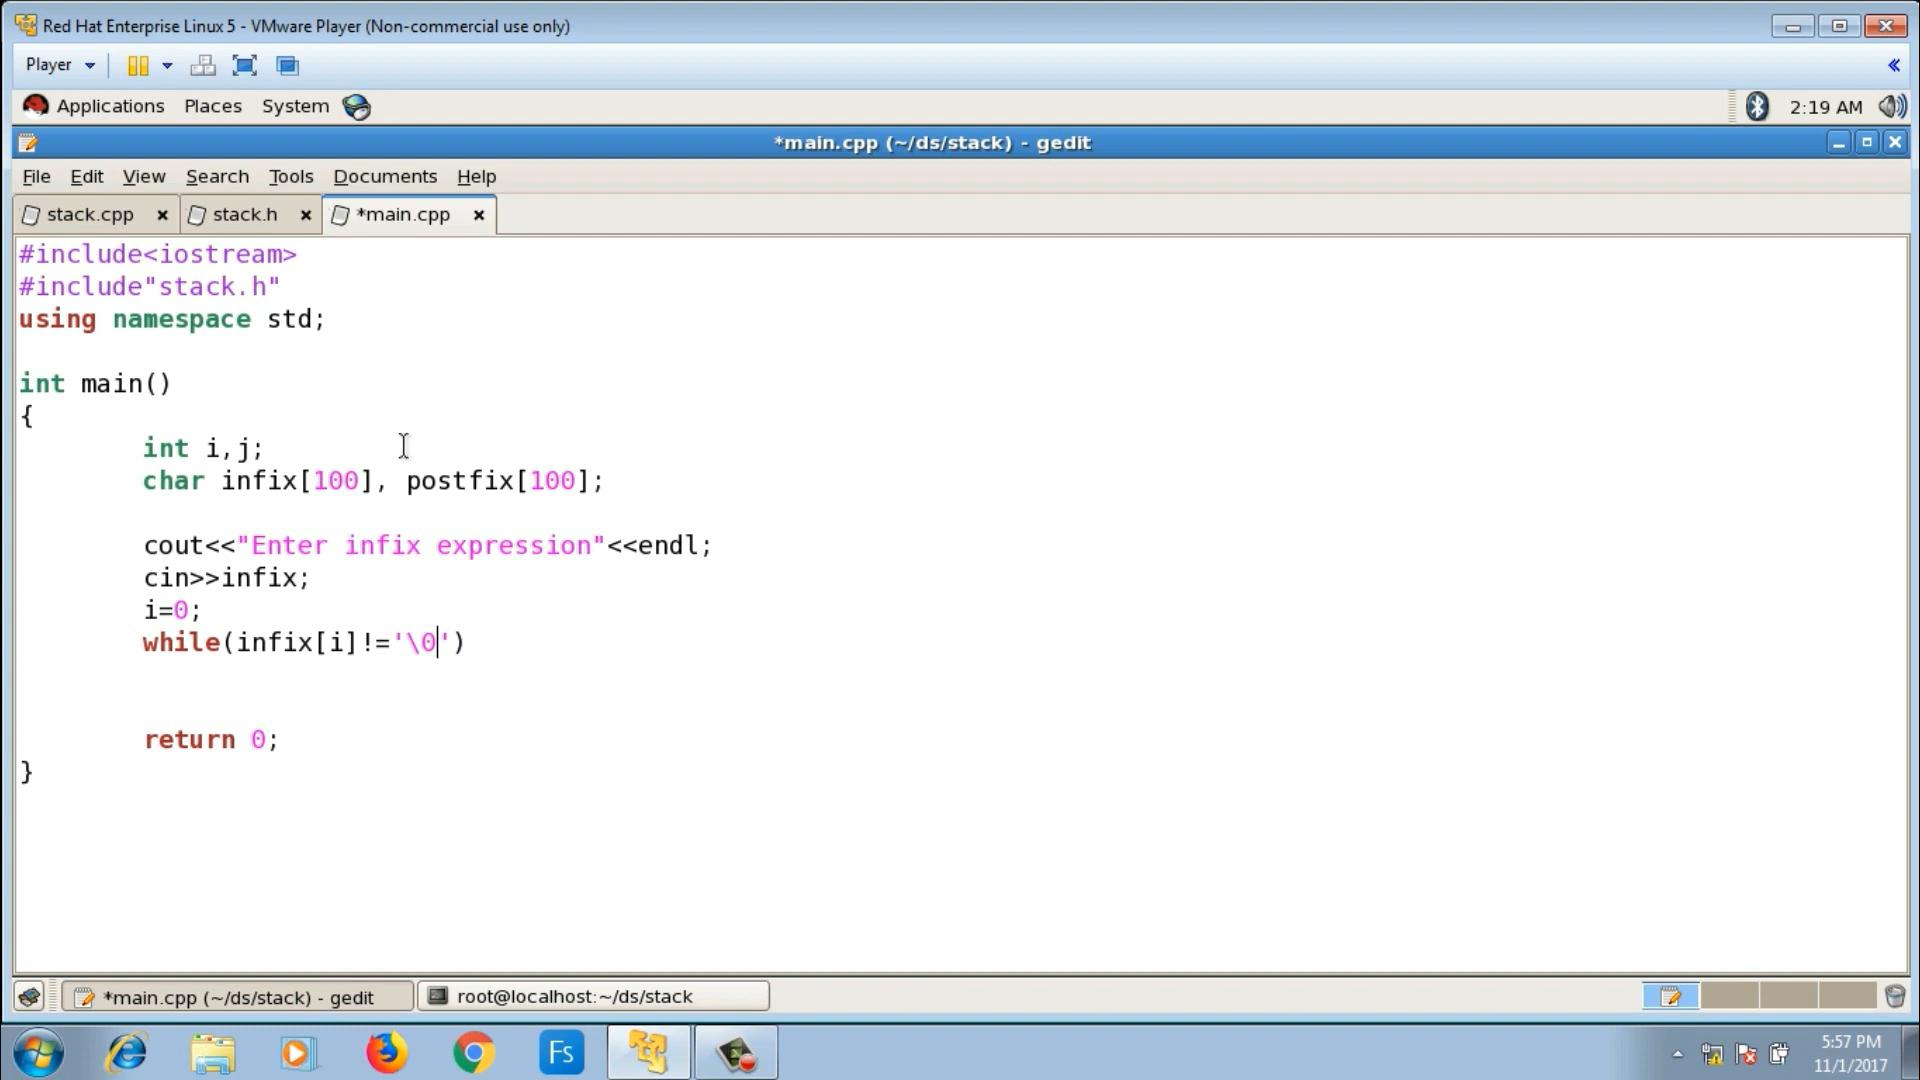 Red Hat Enterprise Linux 5 - VMware Player (Non-commercial use only)
Player
Applications Places System
2:19 AM
*main.cpp (~/ds/stack) - gedit
File Edit View Search Tools Documents Help
stack.cpp stack.h *main.cpp
#include<iostream>
#include"stack.h"
using namespace std;
int main()
{
int i,j;
char infix[100], postfix[100];
cout<<"Enter infix expression"<<endl;
cin>>infix;
i=0;
while(infix[i]!='\0')
return 0;
}
*main.cpp (~/ds/stack) - gedit
root@localhost:~/ds/stack
Fs
5:57 PM
11/1/2017